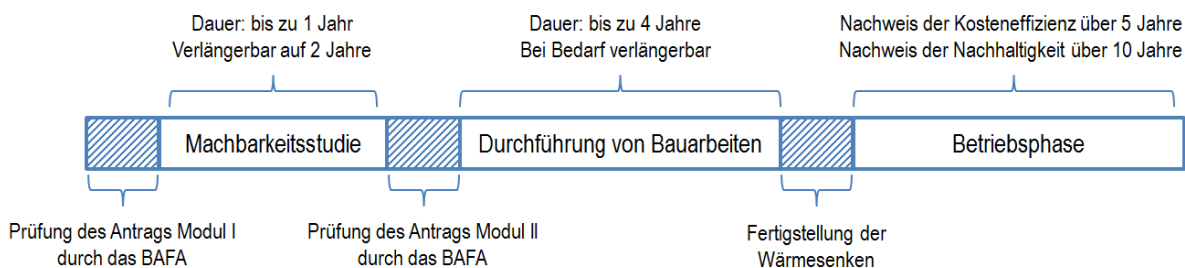 Dauer: bis zu 1 Jahr
Verlängerbar auf 2 Jahre
Dauer: bis zu 4 Jahre
Bei Bedarf verlängerbar
Nachweis der Kosteneffizienz über 5 Jahre
Nachweis der Nachhaltigkeit über 10 Jahre
Machbarkeitsstudie
Durchführung von Bauarbeiten
Betriebsphase
Prüfung des Antrags Modul I
durch das BAFA
Prüfung des Antrags Modul II
durch das BAFA
Fertigstellung der
Wärmesenken